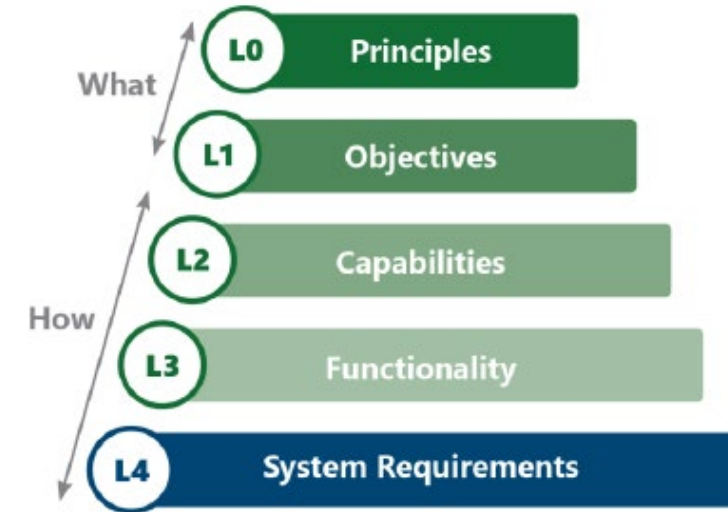 L0 Principles
What
L1 Objectives
L2 Capabilities
How
L3 Functionality
L4 System Requirements